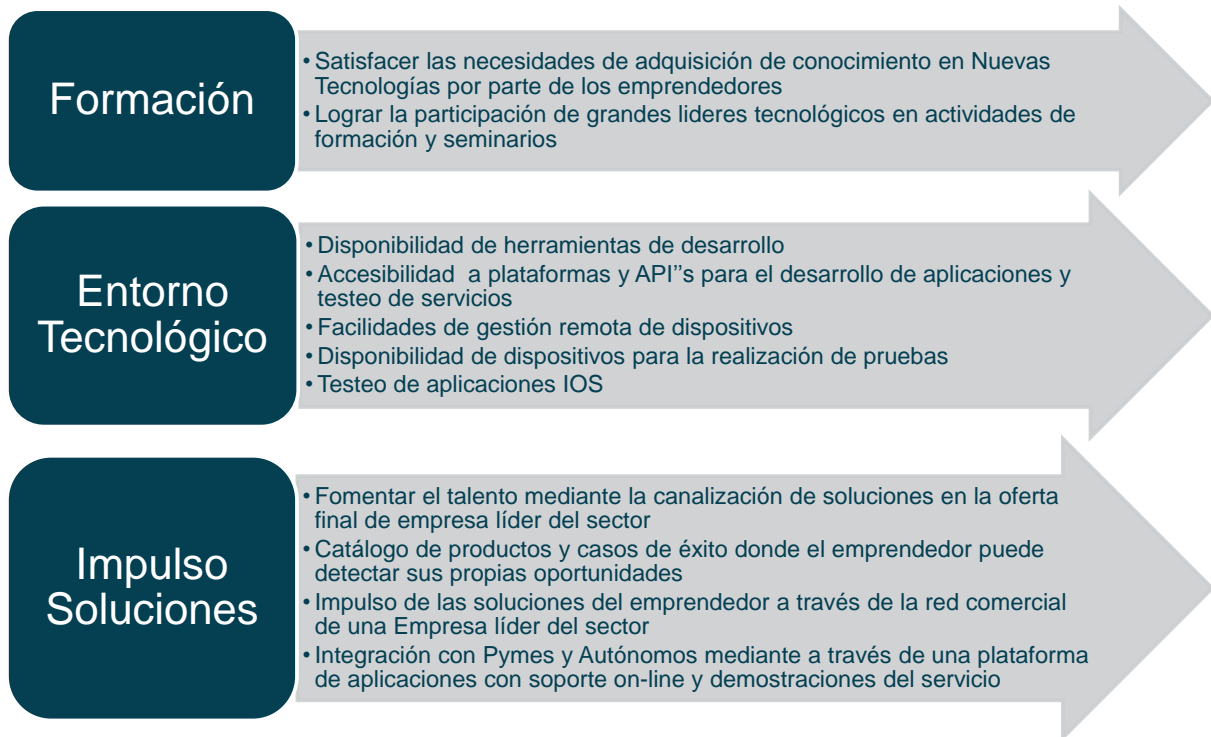 Formación
• Satisfacer las necesidades de adquisición de conocimiento en Nuevas
Tecnologías por parte de los emprendedores
• Lograr la participación de grandes lideres tecnológicos en actividades de
formación y seminarios
Entorno
Tecnológico
• Disponibilidad de herramientas de desarrollo
• Accesibilidad  a plataformas y API”s para el desarrollo de aplicaciones y
testeo de servicios
• Facilidades de gestión remota de dispositivos
• Disponibilidad de dispositivos para la realización de pruebas
• Testeo de aplicaciones IOS
Impulso
Soluciones
• Fomentar el talento mediante la canalización de soluciones en la oferta
final de empresa líder del sector
• Catálogo de productos y casos de éxito donde el emprendedor puede
detectar sus propias oportunidades
• Impulso de las soluciones del emprendedor a través de la red comercial
de una Empresa líder del sector
• Integración con Pymes y Autónomos mediante a través de una plataforma
de aplicaciones con soporte on-line y demostraciones del servicio